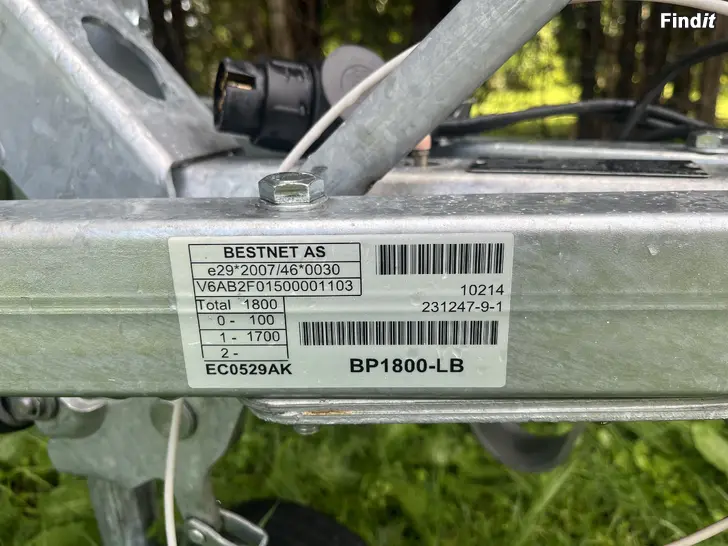 Findit
BESTNET AS
e29*2007/46*0030
V6AB2F01500001103
Total 1800
0 - 100
1 - 1700
2 -
EC0529AK
10214
231247-9-1
BP1800-LB